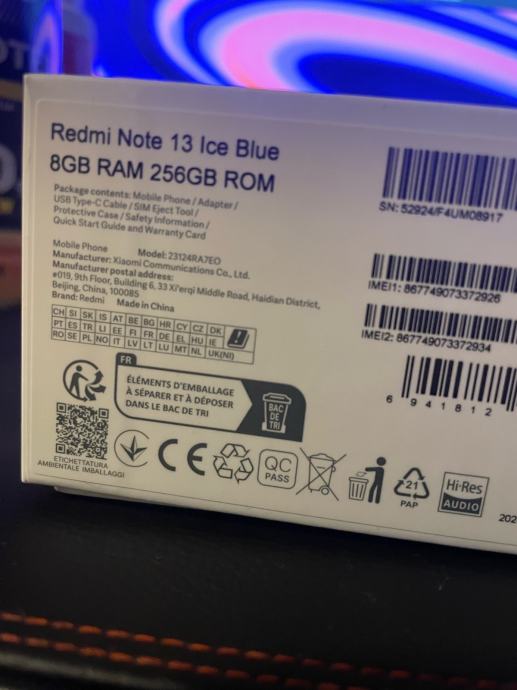 Redmi Note 13 Ice Blue
8GB RAM 256GB ROM
Package contents: Mobile Phone / Adapter /
USB Type-C Cable / SIM Eject Tool /
Protective Case / Safety Information /
Quick Start Guide and Warranty Card
Mobile Phone Model: 23124RA7EO
Manufacturer: Xiaomi Communications Co., Ltd.
Manufacturer postal address:
#019, 9th Floor, Building 6, 33 Xi'erqi Middle Road, Haidian District,
Beijing, China, 100085
Brand: Redmi Made in China
CH SI SK IS AT BE BG HR CY CZ DK
PT ES TR LI EE FI FR DE EL HU IE
RO SE PL NO IT LV LT LU MT NL UK(NI)
SN: 52924/F4UM08917
IMEI1: 867749073372926
IMEI2: 867749073372934
6 941812
FR
ÉLÉMENTS D'EMBALLAGE
À SÉPARER ET À DÉPOSER
DANS LE BAC DE TRI
BAC
DE
TRI
ETICHETTATURA
AMBIENTALE IMBALLAGGI
CE
QC
PASS
21
PAP
Hi-Res
AUDIO
202